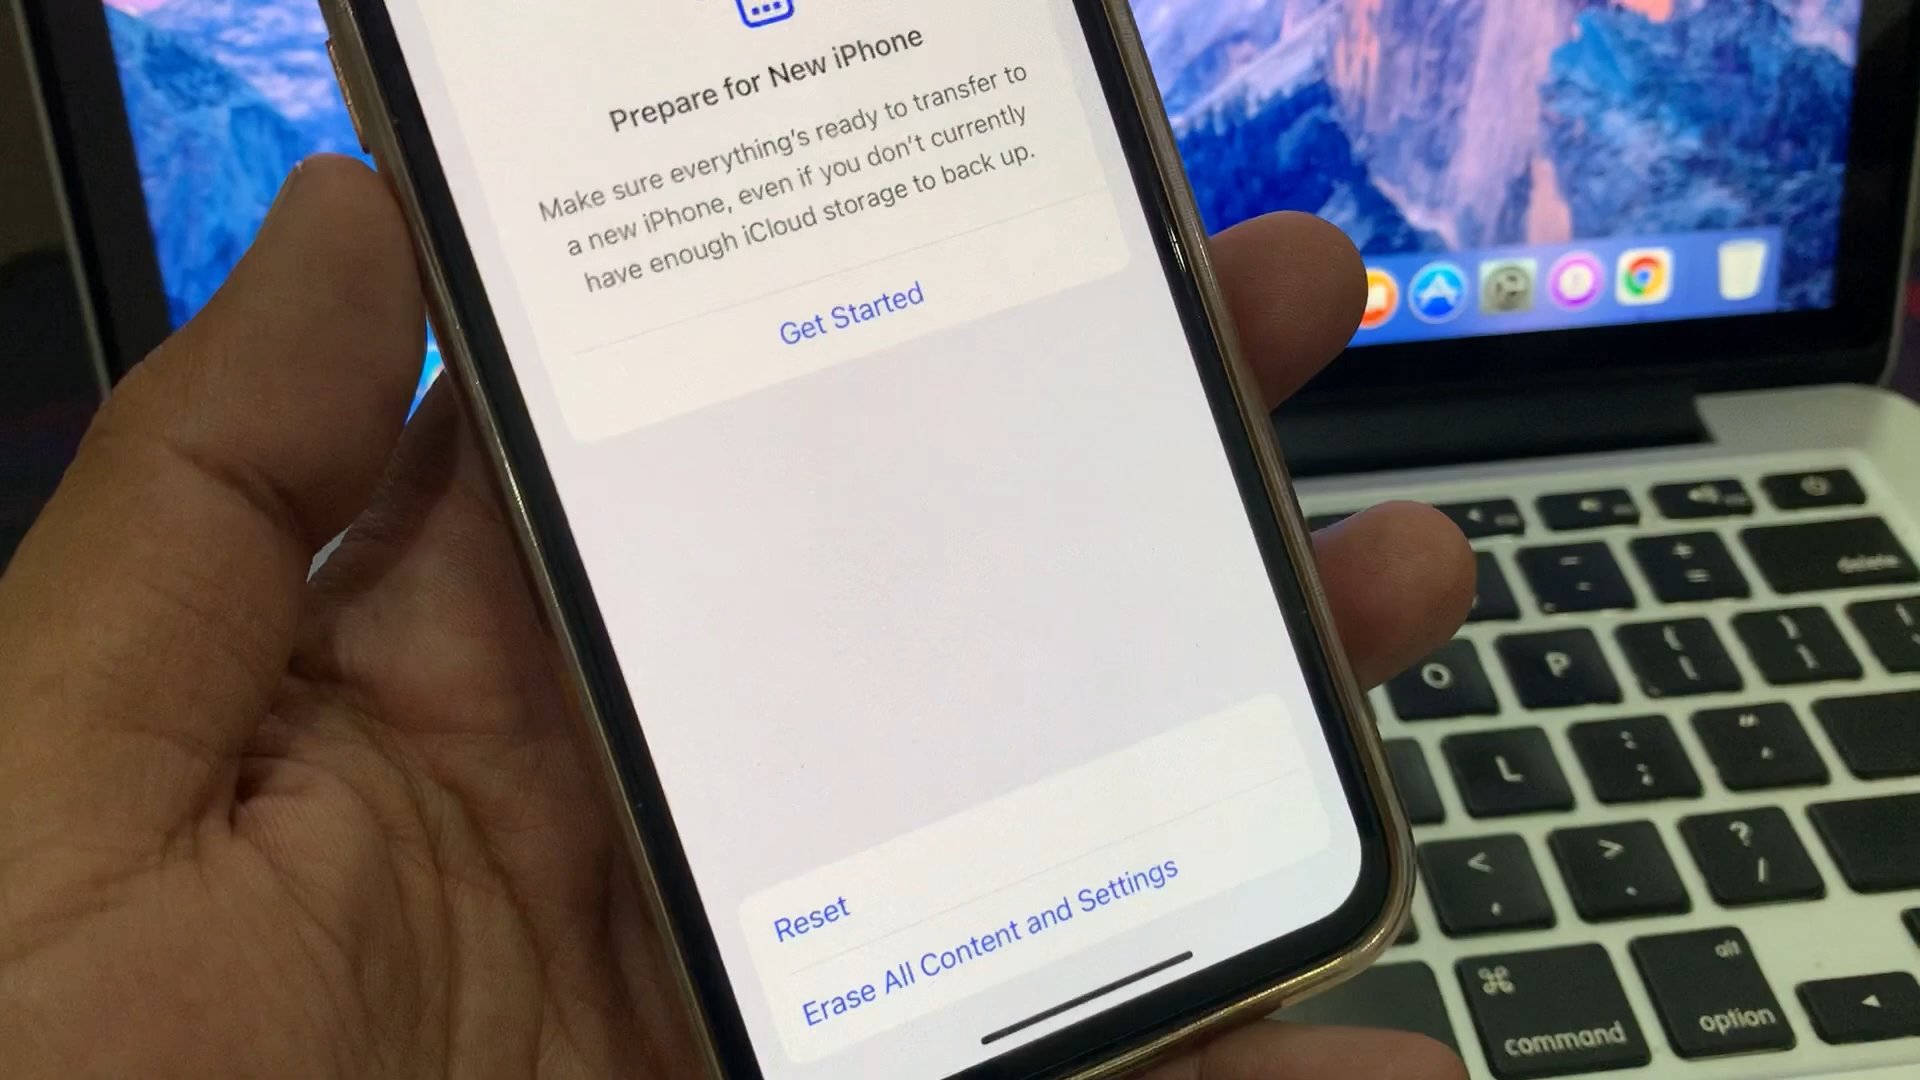 Prepare for New iPhone
Make sure everything's ready to transfer to
a new iPhone, even if you don't currently
have enough iCloud storage to back up.
Get Started
Reset
Erase All Content and Settings
delete
O
P
{
[
}
]
L
:
;
"
'
<
,
>
.
?
/
⌘
command
alt
option